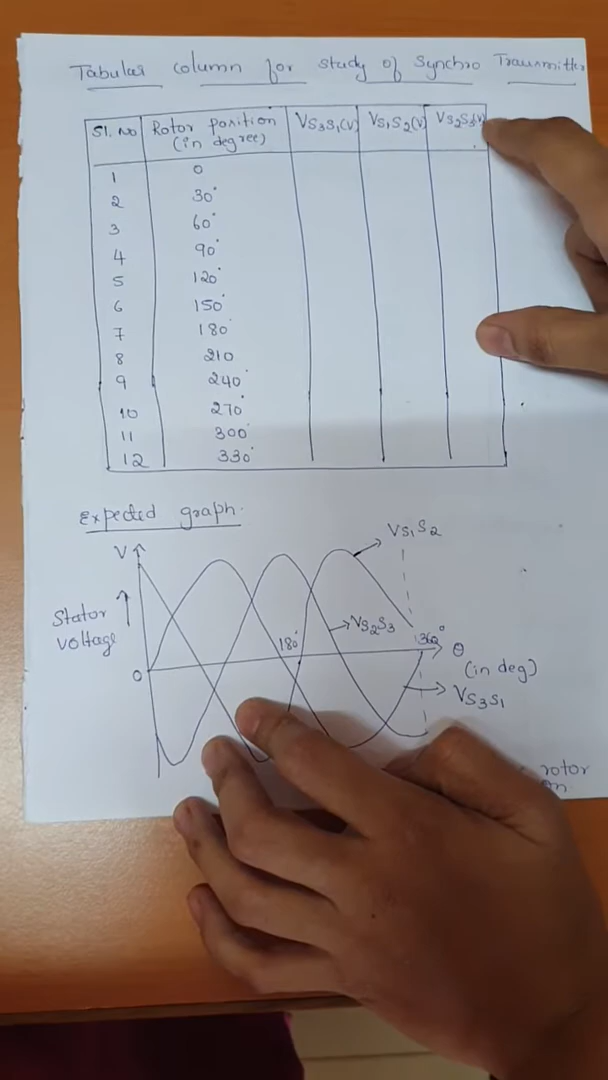 Tabular column for study of Synchro Transmitter
Sl. No Rotor position (in degree) VS3S1(V) VS1S2(V) VS2S3(V)
1 0
2 30°
3 60°
4 90°
5 120°
6 150°
7 180°
8 210
9 240°
10 270°
11 300°
12 330°
Expected graph.
V
VS1S2
Stator voltage
VS2S3
180°
360°
θ
(in deg)
0
VS3S1
rotor